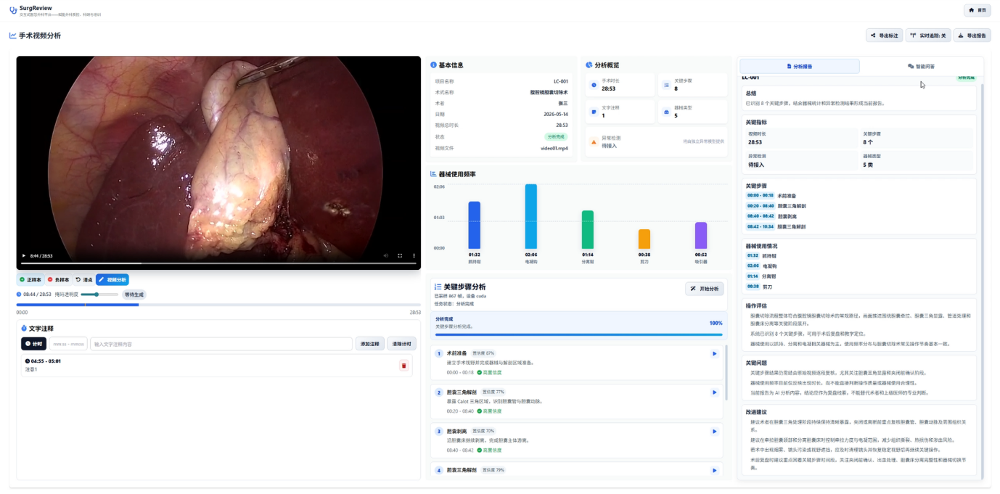 SurgReview
首页
手术视频分析
导出标注
实时追踪: 关
导出报告
8:44 / 28:53
正样本
负样本
清点
视频分析
08:44 / 28:53
掩码透明度
等待生成
00:00
28:53
文字注释
计时
mm:ss - mm:ss
输入文字注释内容
添加注释
清除计时
04:55 - 05:01
注意1
基本信息
项目名称
LC-001
术式名称
腹腔镜胆囊切除术
术者
张三
日期
2026-05-14
视频总时长
28:53
状态
分析完成
视频文件
video01.mp4
分析概览
手术时长
28:53
关键步骤
8
文字注释
1
器械类型
5
异常检测
待接入
待由独立异常模型提供
器械使用频率
02:06
01:03
00:00
01:32
抓持钳
02:06
电凝钩
01:14
分离钳
00:38
剪刀
00:52
吸引器
关键步骤分析
已采样 867 帧，设备 cuda
任务状态：分析完成
开始分析
分析完成
关键步骤分析完成。
100%
1
术前准备
置信度 87%
建立手术视野并完成器械与解剖区域准备。
00:00 - 00:18
高置信度
2
胆囊三角解剖
置信度 77%
暴露 Calot 三角区域，识别胆囊管与胆囊动脉。
00:20 - 08:40
高置信度
3
胆囊剥离
置信度 70%
沿胆囊床继续剥离，完成胆囊主体游离。
08:40 - 08:42
高置信度
4
胆囊三角解剖
置信度 79%
分析报告
智能问答
LC-001
分析完成
总结
已识别 8 个关键步骤，结合器械统计和异常检测结果形成当前报告。
关键指标
视频时长
28:53
关键步骤
8 个
异常检测
待接入
器械类型
5 类
关键步骤
00:00 - 00:18 术前准备
00:20 - 08:40 胆囊三角解剖
08:40 - 08:42 胆囊剥离
08:42 - 10:34 胆囊三角解剖
器械使用情况
01:32 抓持钳
02:06 电凝钩
01:14 分离钳
00:38 剪刀
操作评估
胆囊切除流程整体符合腹腔镜胆囊切除术的常规路径，画面推进围绕胆囊牵拉、胆囊三角显露、管道处理和
胆囊床分离等关键阶段展开。
系统已识别 8 个关键步骤，可用于术后复盘和教学定位。
器械使用以抓持、分离和电凝相关器械为主，使用频率分布与胆囊切除术常见操作节奏基本一致。
关键问题
关键步骤结果仍需结合原始视频逐段复核，尤其关注胆囊三角显露和夹闭前确认阶段。
器械使用频率目前仅反映出现时长，尚不能直接判断操作质量或器械使用合理性。
当前报告为 AI 分析内容，结论应作为复盘线索，不能替代术者和上级医师的专业判断。
改进建议
建议术者在胆囊三角处理阶段持续保持清晰暴露，夹闭或离断前重点复核胆囊管、胆囊动脉及周围组织关
系。
建议在牵拉胆囊颈部和分离胆囊床时控制牵拉力度与电凝范围，减少组织撕裂、热损伤和渗血风险。
若术中出现烟雾、镜头污染或视野遮挡，应及时清理镜头并恢复稳定视野后再继续关键操作。
术后复盘时建议重点回看关键步骤时间段，关注夹闭前确认、出血处理、胆囊床分离完整性和器械切换节
奏。